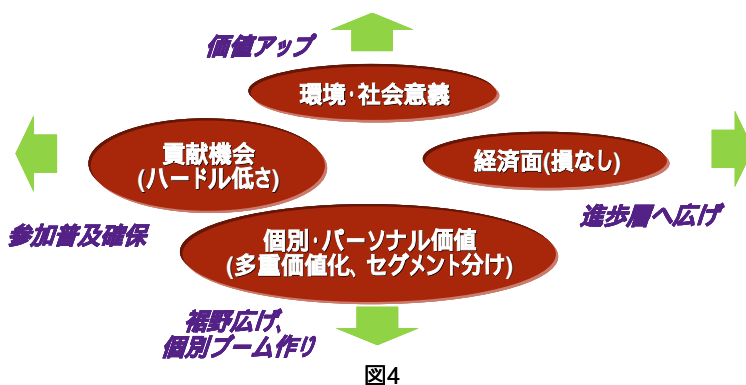 価値アップ
環境･社会意義
貢献機会
(ハードル低さ)
経済面(損なし)
進歩層へ広げ
参加普及確保
個別･パーソナル価値
(多重価値化、セグメント分け)
裾野広げ、
個別ブーム作り
図4